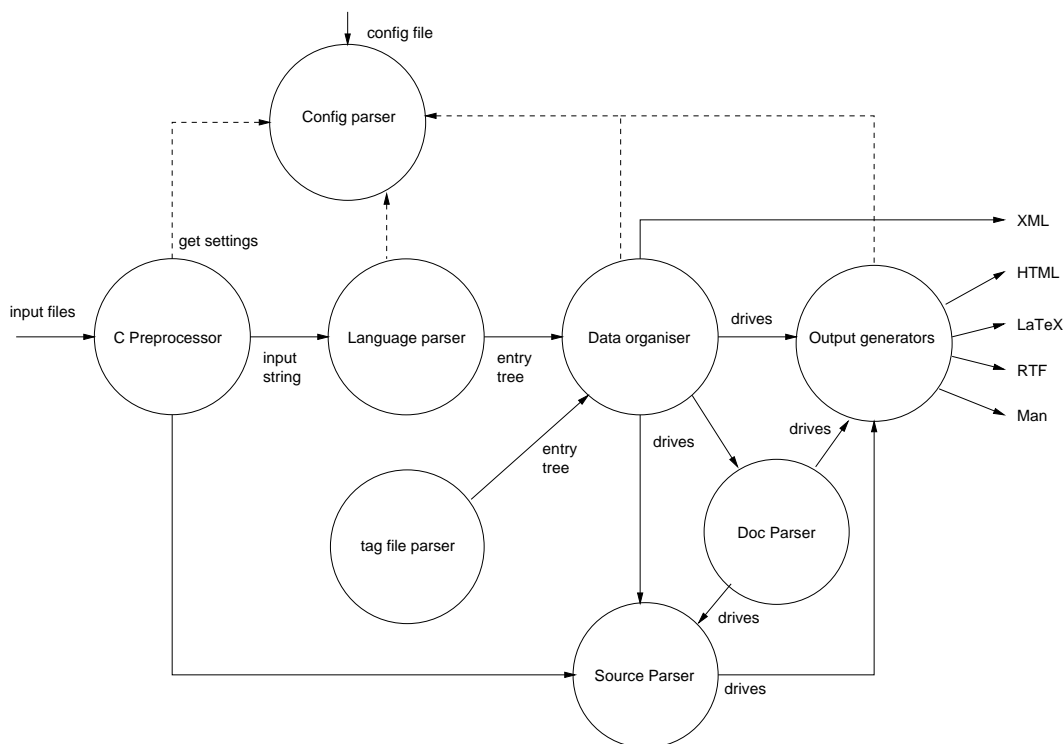 config file
Config parser
get settings
XML
HTML
input files
C Preprocessor
Language parser
Data organiser
drives
Output generators
LaTeX
input
string
entry
tree
RTF
Man
drives
drives
entry
tree
tag file parser
Doc Parser
drives
Source Parser
drives